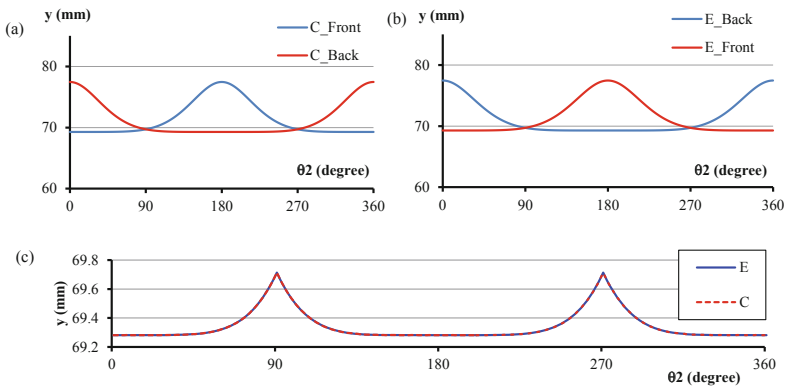 (a)
y (mm)
C_Front
C_Back
80
70
60
0 90 180 270 360
θ2 (degree)
(b)
y (mm)
E_Back
E_Front
80
70
60
0 90 180 270 360
θ2 (degree)
(c)
y (mm)
69.8
69.6
69.4
69.2
0 90 180 270 360
θ2 (degree)
E
C